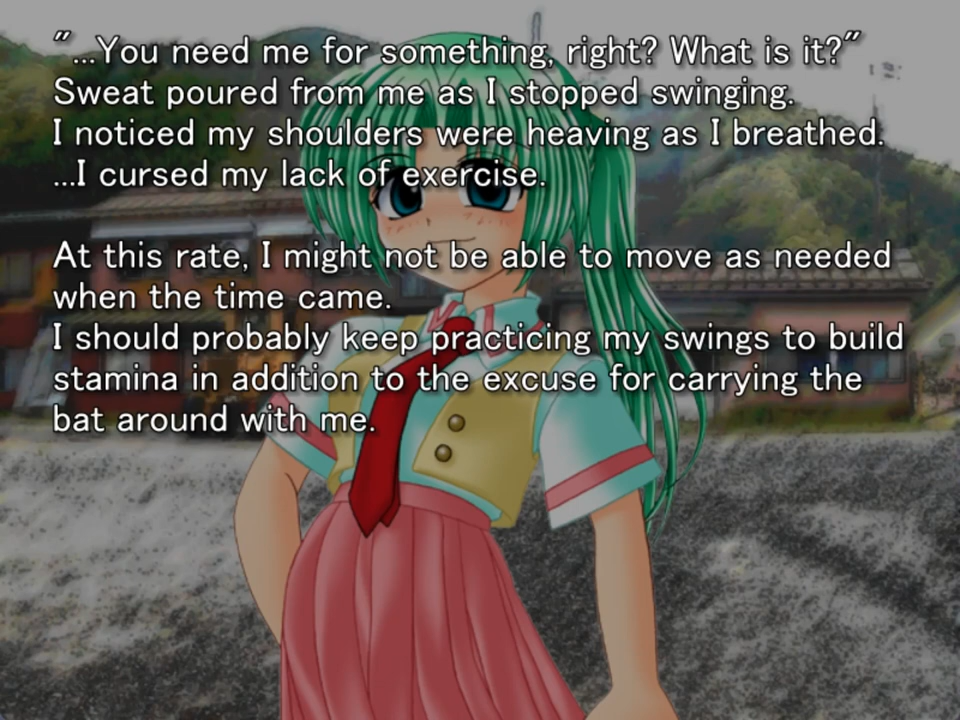 "...You need me for something, right? What is it?"
Sweat poured from me as I stopped swinging.
I noticed my shoulders were heaving as I breathed.
...I cursed my lack of exercise.
At this rate, I might not be able to move as needed
when the time came.
I should probably keep practicing my swings to build
stamina in addition to the excuse for carrying the
bat around with me.